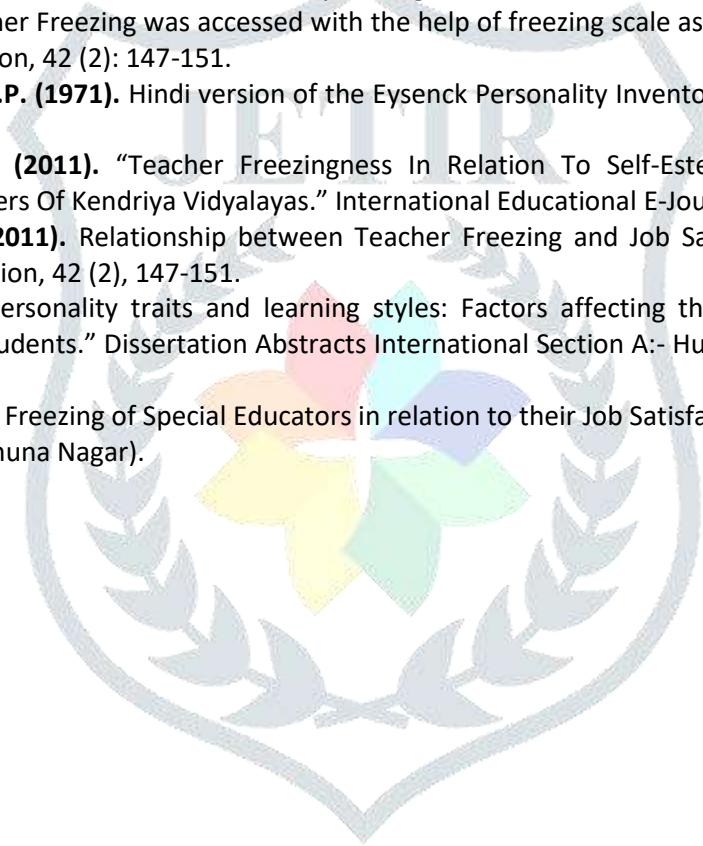 her Freezing was accessed with the help of freezing scale as
on, 42 (2): 147-151.
.P. (1971). Hindi version of the Eysenck Personality Invento
(2011). “Teacher Freezingness In Relation To Self-Este
ers Of Kendriya Vidyalayas.” International Educational E-Jou
2011). Relationship between Teacher Freezing and Job Sa
ion, 42 (2), 147-151.
ersonality traits and learning styles: Factors affecting th
udents.” Dissertation Abstracts International Section A:- Hu
Freezing of Special Educators in relation to their Job Satisfa
nuna Nagar).
JETIR